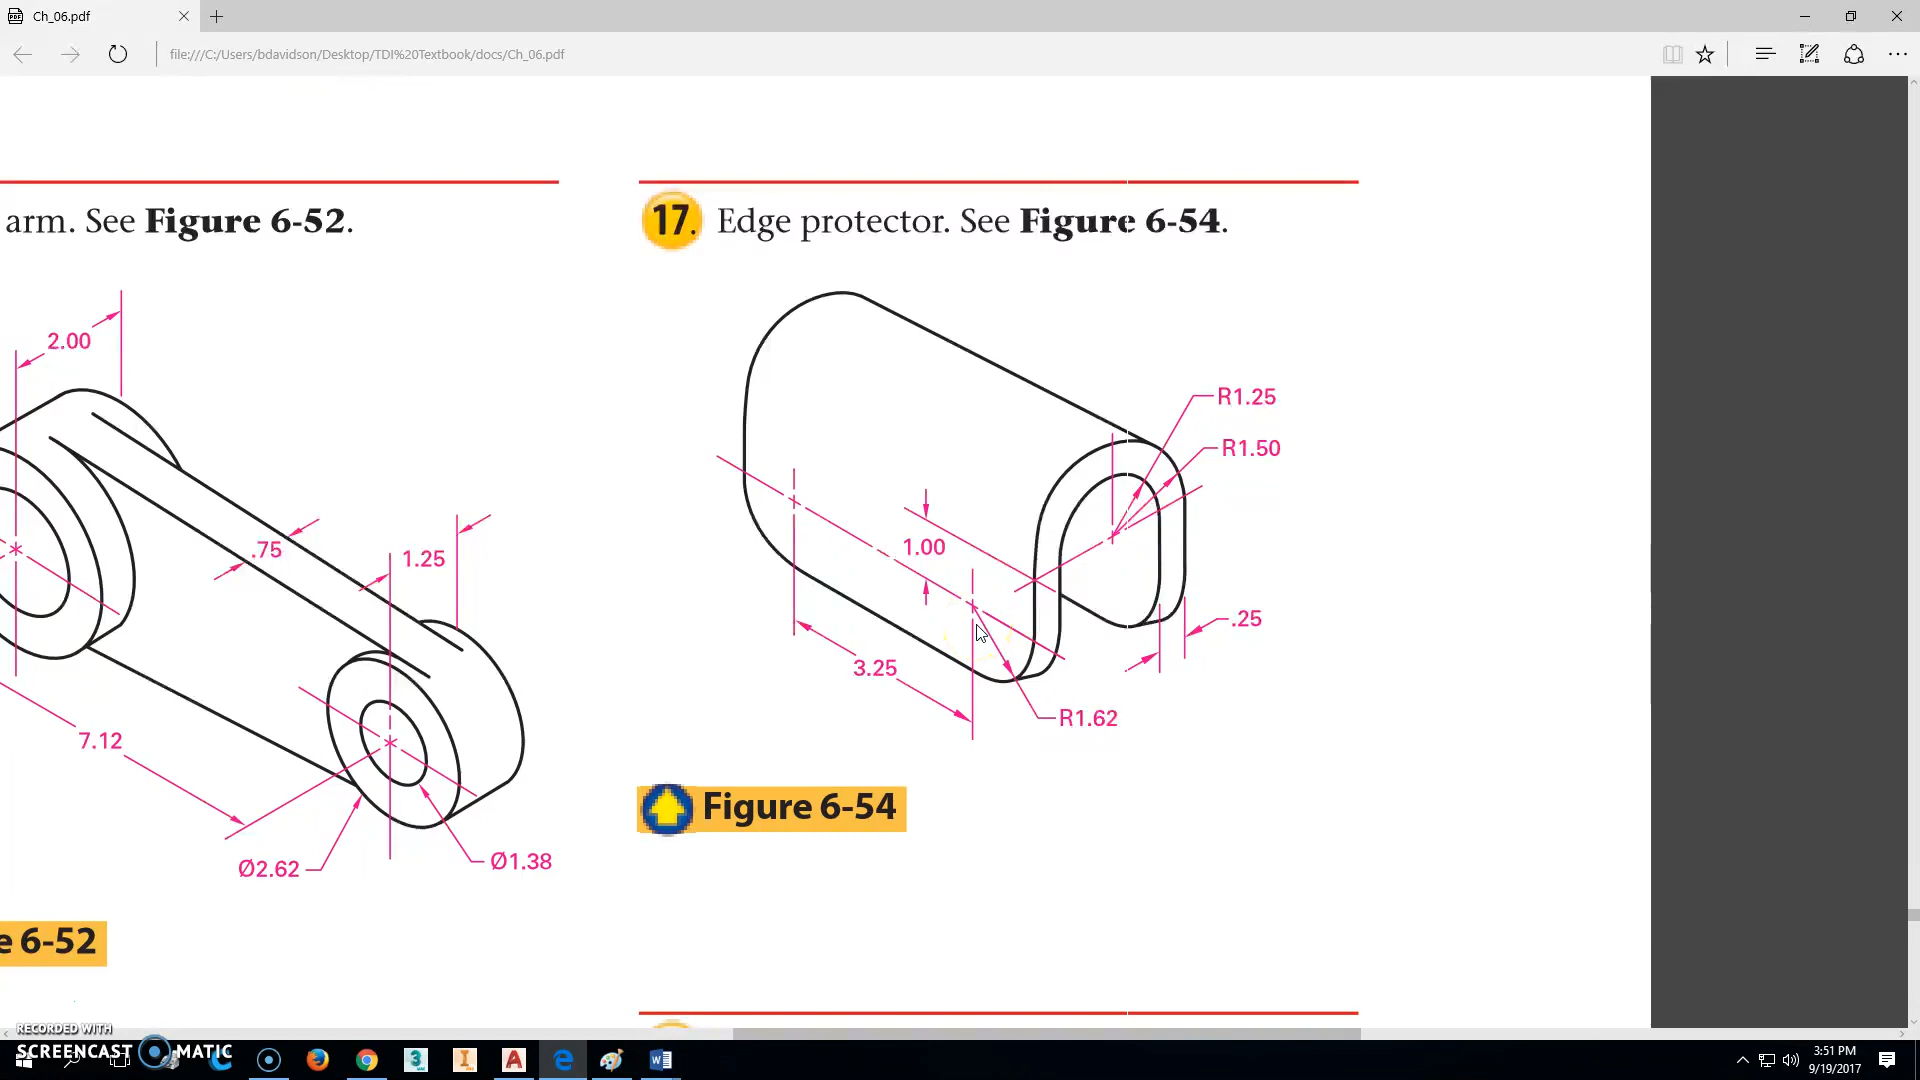 Ch_06.pdf
file:///C:/Users/bdavidson/Desktop/TDI%20Textbook/docs/Ch_06.pdf
arm. See Figure 6-52.
2.00
.75
1.25
7.12
Ø2.62
Ø1.38
e 6-52
17. Edge protector. See Figure 6-54.
R1.25
R1.50
1.00
.25
3.25
R1.62
Figure 6-54
RECORDED WITH
SCREENCAST MATIC
3:51 PM
9/19/2017